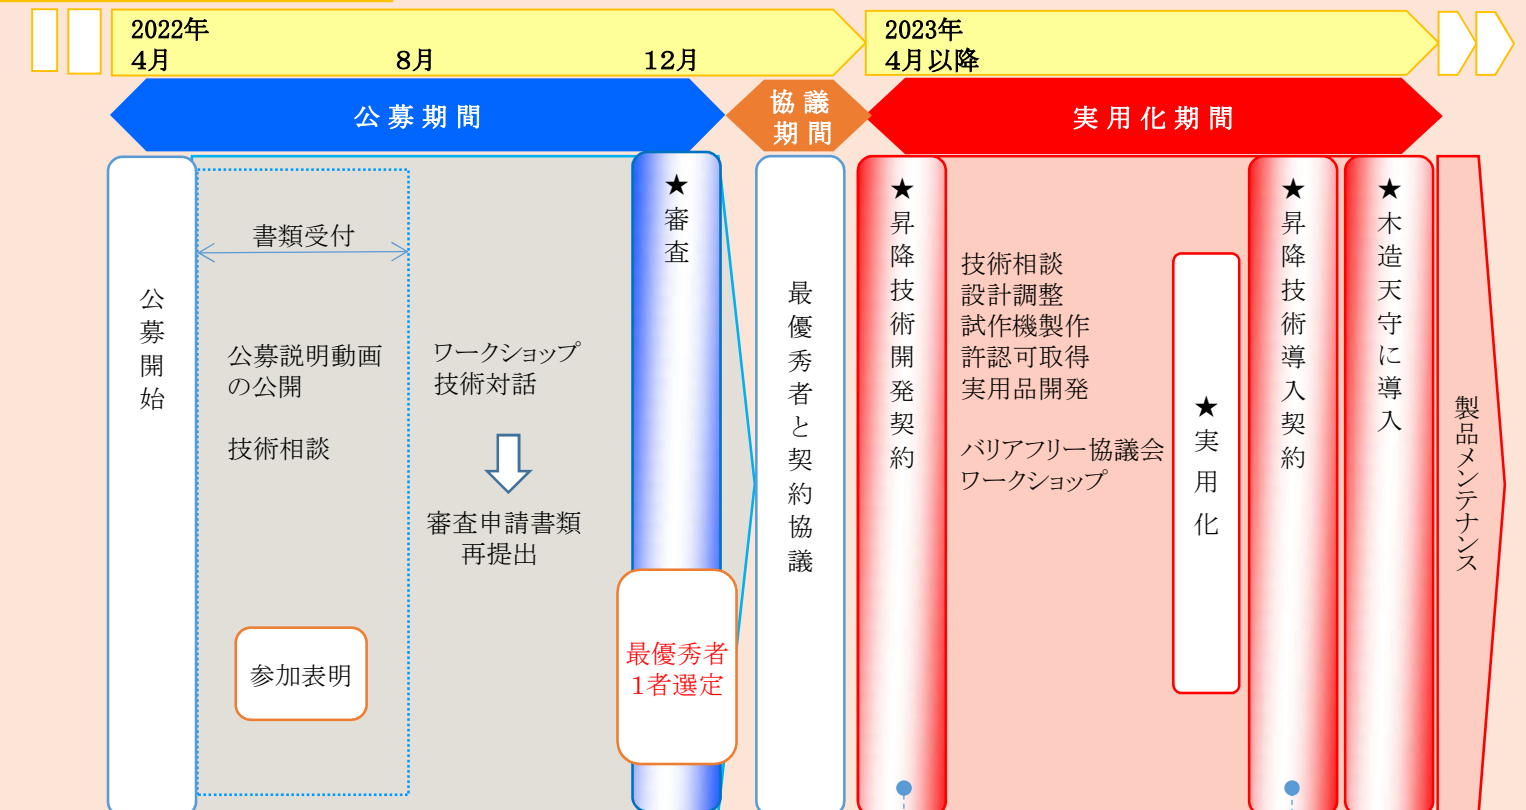 2022年
4月
8月
12月
2023年
4月以降
公募期間
協議
期間
実用化期間
公募開始
書類受付
公募説明動画
の公開
技術相談
参加表明
ワークショップ
技術対話
審査申請書類
再提出
★審査
最優秀者
1者選定
最優秀者と契約協議
★昇降技術開発契約
技術相談
設計調整
試作機製作
許認可取得
実用品開発
バリアフリー協議会
ワークショップ
★実用化
★昇降技術導入契約
★木造天守に導入
製品メンテナンス